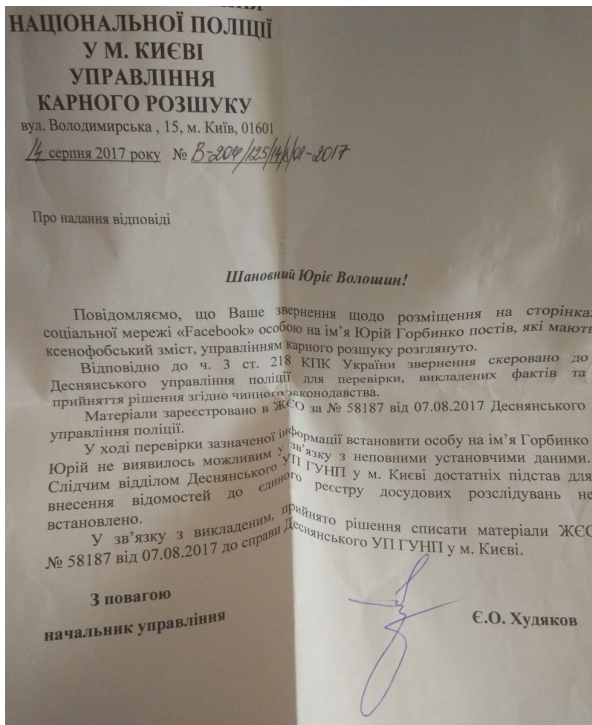 НАЦІОНАЛЬНОЇ ПОЛІЦІЇ
У М. КИЄВІ
УПРАВЛІННЯ
КАРНОГО РОЗШУКУ
вул. Володимирська , 15, м. Київ, 01601
14 серпня 2017 року №
Про надання відповіді
Шановний Юріє Волошин!
Повідомляємо, що Ваше звернення щодо розміщення на сторінках
соціальної мережі «Facebook» особою на ім’я Юрій Горбинко постів, які мають
ксенофобський зміст, управлінням карного розшуку розглянуто.
Відповідно до ч. 3 ст. 218 КПК України звернення скеровано до
Деснянського управління поліції для перевірки, викладених фактів та
прийняття рішення згідно чинного законодавства.
Матеріали зареєстровано в ЖЄО за № 58187 від 07.08.2017 Деснянського
управління поліції.
У ході перевірки зазначеної інформації встановити особу на ім’я Горбинко
Юрій не виявилось можливим у зв’язку з неповними установчими даними.
Слідчим відділом Деснянського УП ГУНП у м. Києві достатніх підстав для
внесення відомостей до єдиного реєстру досудових розслідувань не
встановлено.
У зв’язку з викладеним, прийнято рішення списати матеріали ЖЄО
№ 58187 від 07.08.2017 до справи Деснянського УП ГУНП у м. Києві.
З повагою
начальник управління
Є.О. Худяков